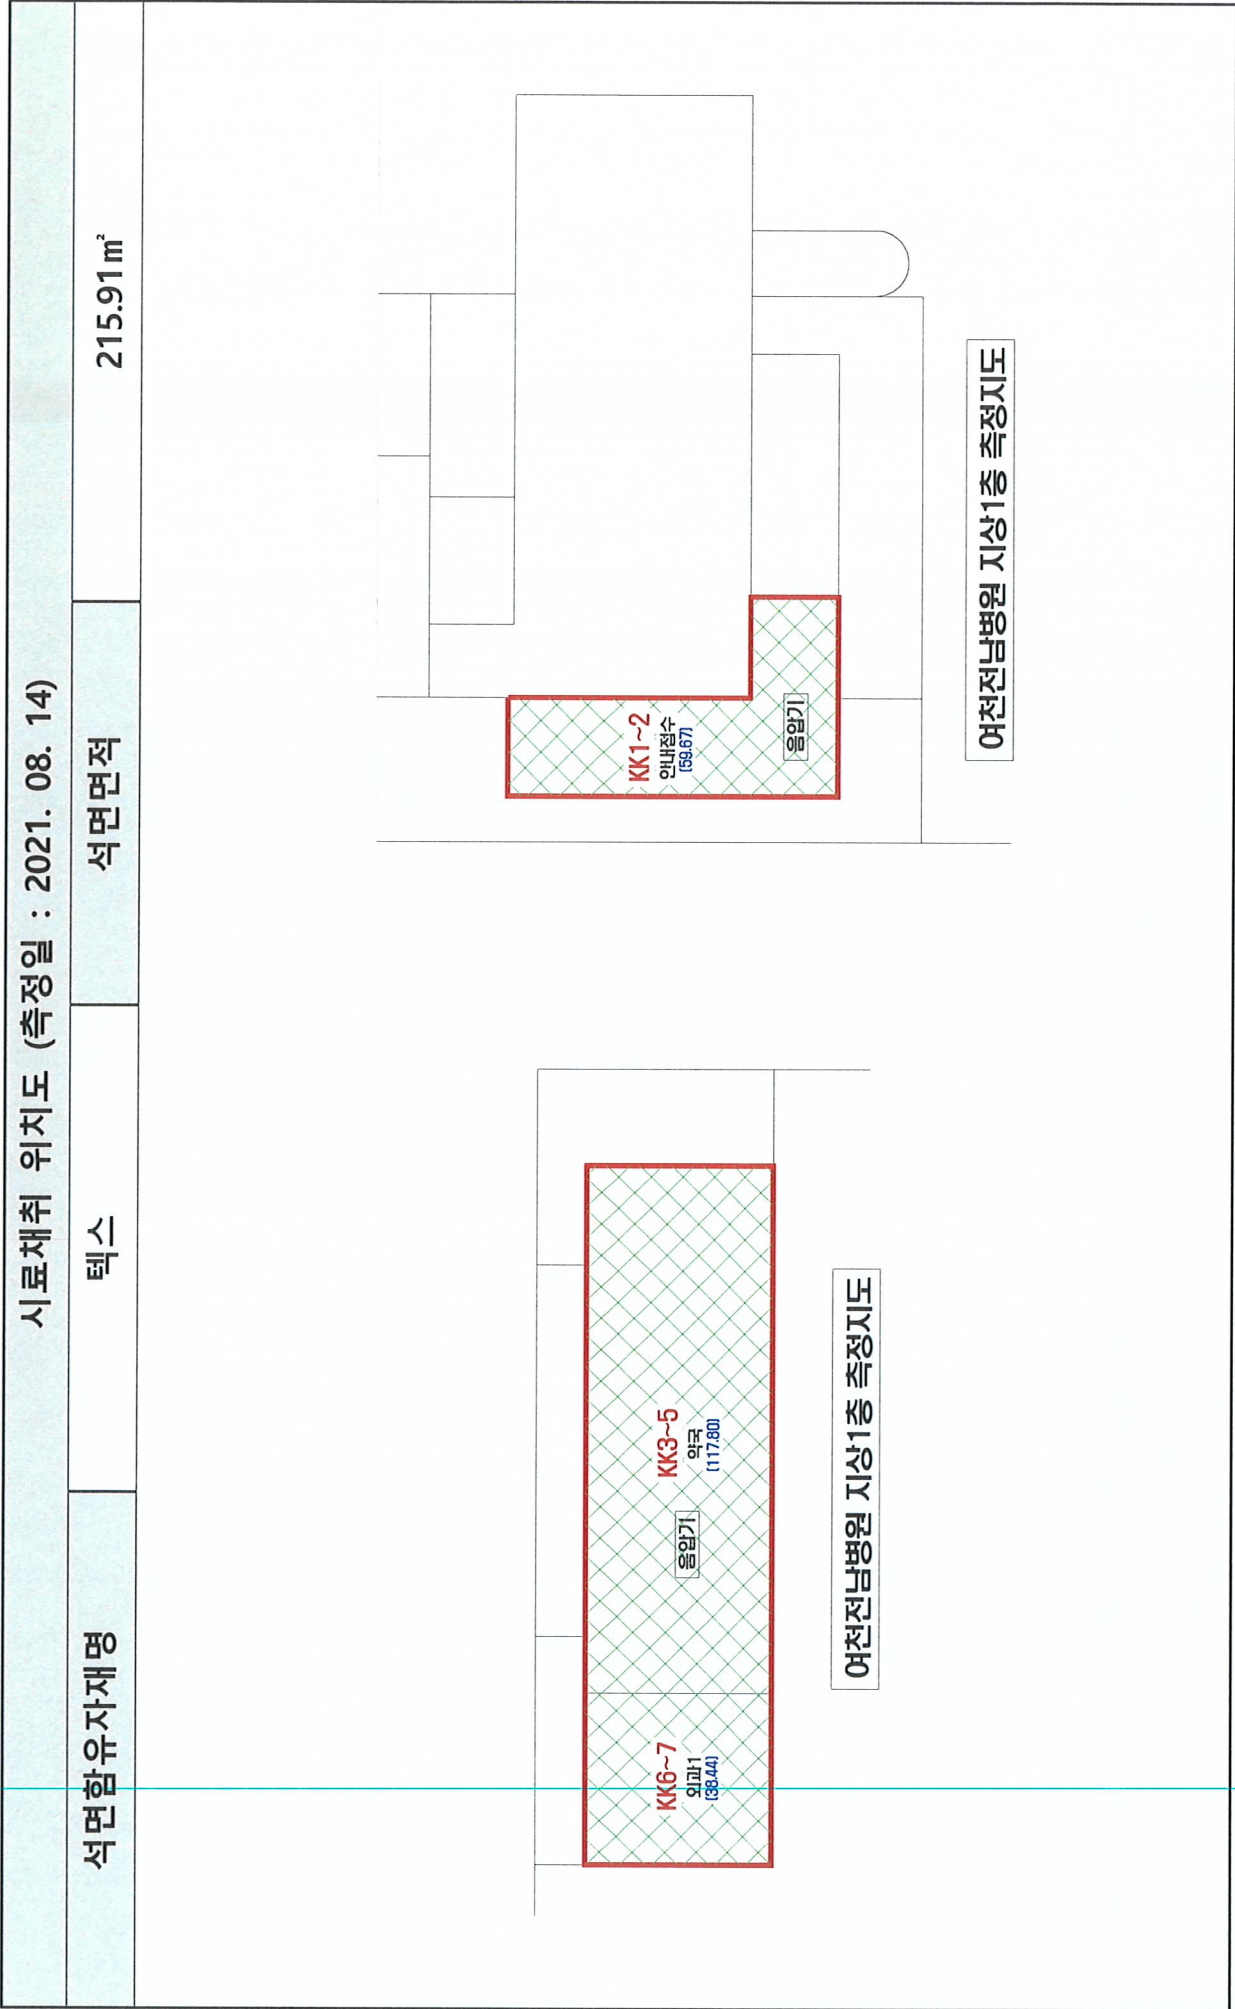 시료채취 위치도 (측정일 : 2021. 08. 14)
석면함유자재명
텍스
석면면적
215.91㎡
KK6~7
외과1
[38.44]
음압기
KK3~5
약국
[117.80]
여천전남병원 지상1층 측정지도
KK1~2
안내접수
[59.67]
음압기
여천전남병원 지상1층 측정지도